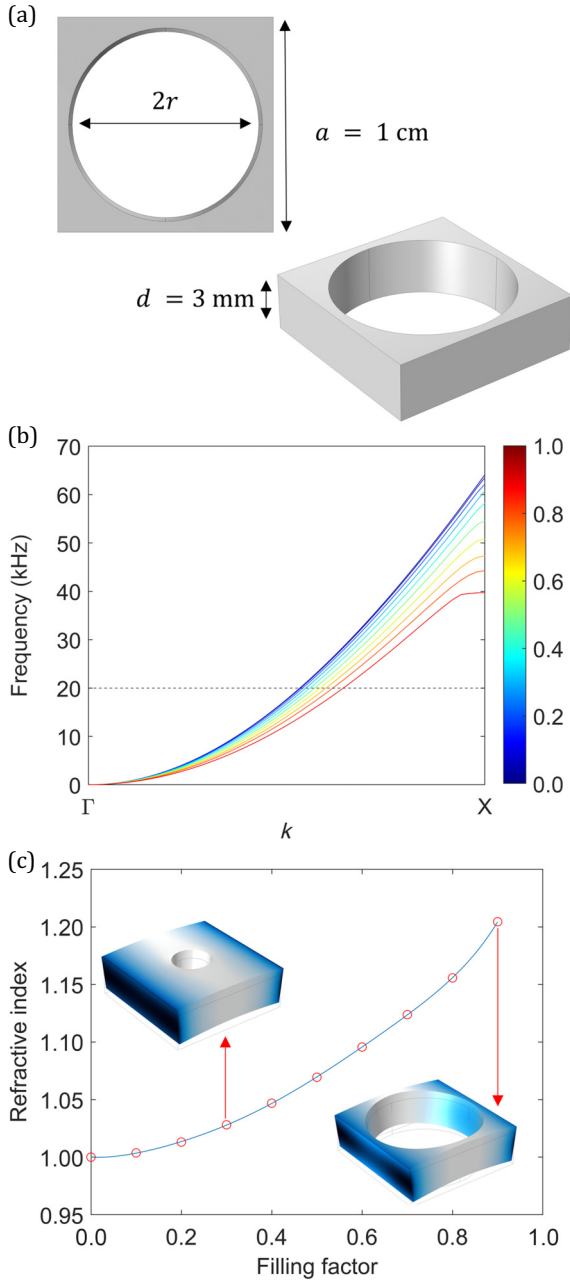 (a)
2r
a = 1 cm
d = 3 mm
(b)
70
60
50
40
30
20
10
0
Frequency (kHz)
Γ
X
k
1.0
0.8
0.6
0.4
0.2
0.0
(c)
1.25
1.20
1.15
1.10
1.05
1.00
0.95
Refractive index
0.0 0.2 0.4 0.6 0.8 1.0
Filling factor